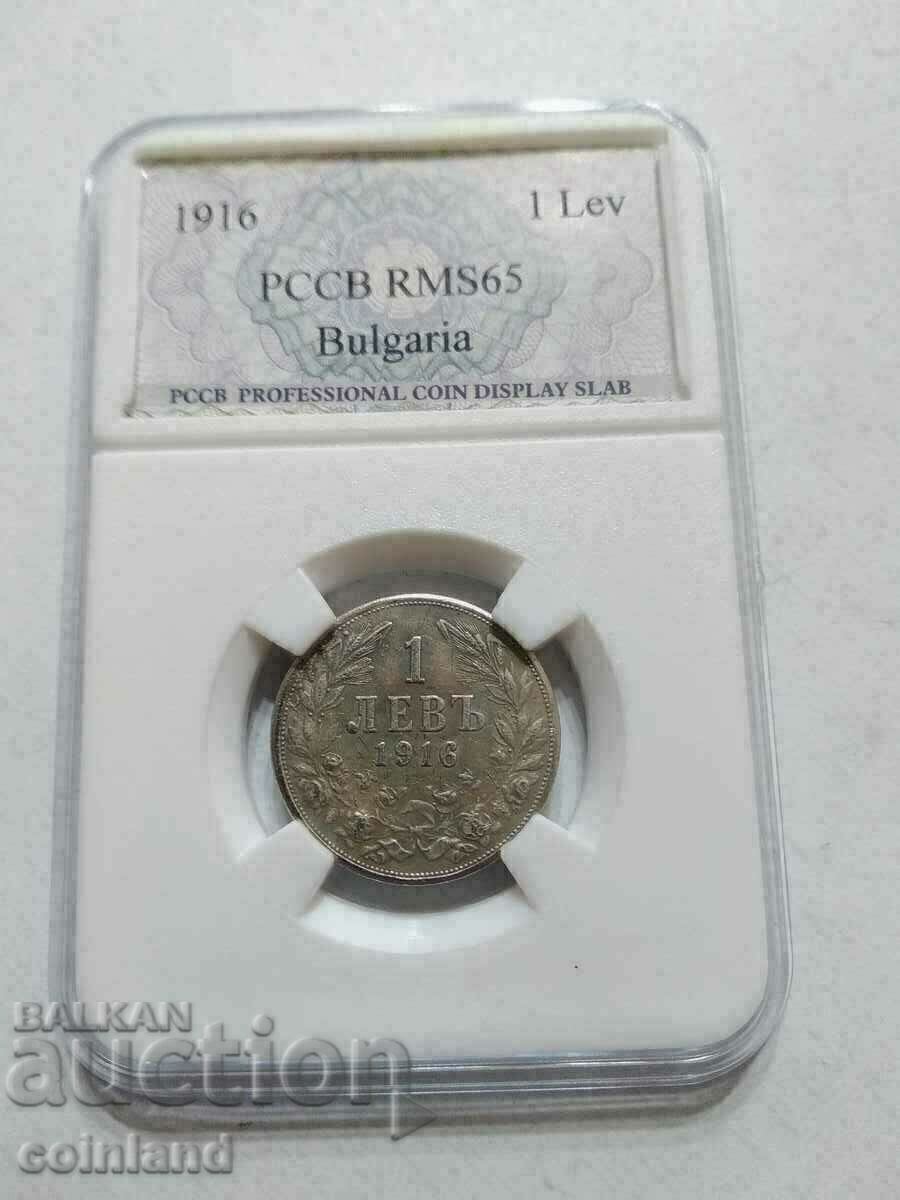 1916 1 Lev
PCCB RMS65
Bulgaria
PCCB PROFESSIONAL COIN DISPLAY SLAB
1
ЛЕВЪ
1916
BALKAN
auction
coinland